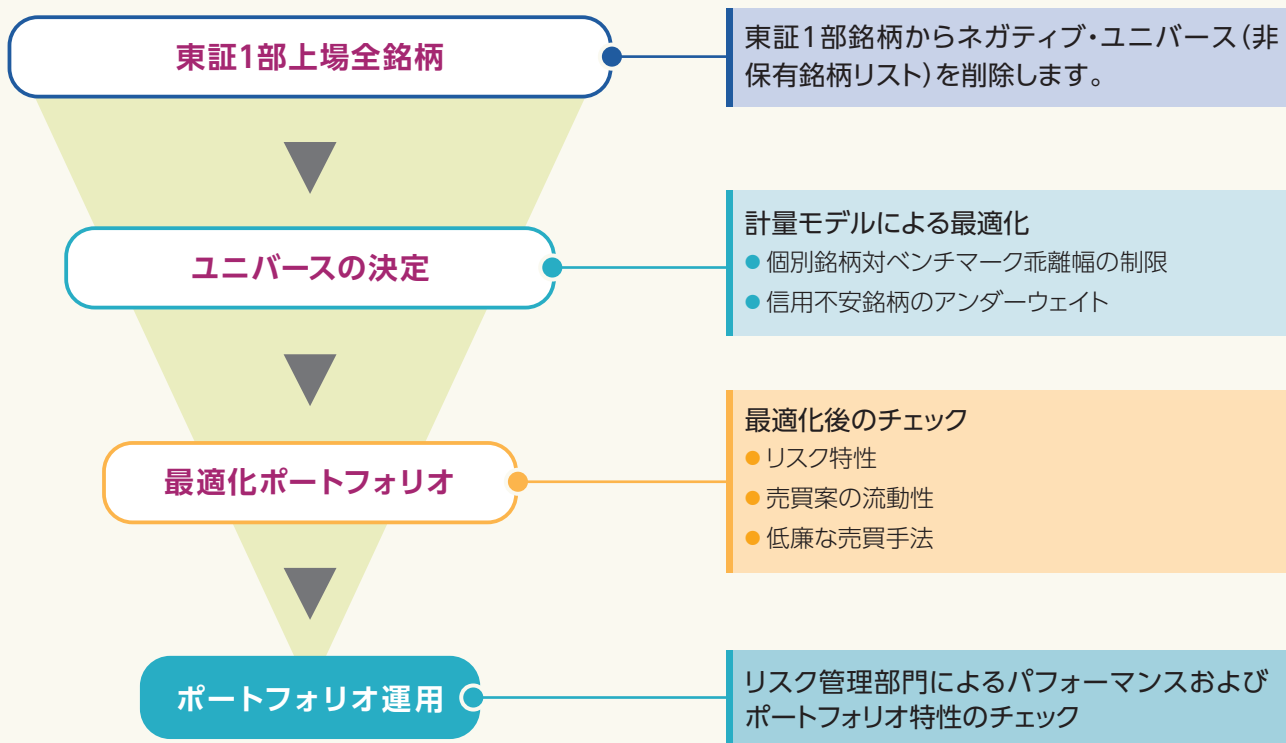 東証1部上場全銘柄
東証1部銘柄からネガティブ・ユニバース(非
保有銘柄リスト)を削除します。
ユニバースの決定
計量モデルによる最適化
● 個別銘柄対ベンチマーク乖離幅の制限
● 信用不安銘柄のアンダーウェイト
最適化ポートフォリオ
最適化後のチェック
● リスク特性
● 売買案の流動性
● 低廉な売買手法
ポートフォリオ運用
リスク管理部門によるパフォーマンスおよび
ポートフォリオ特性のチェック